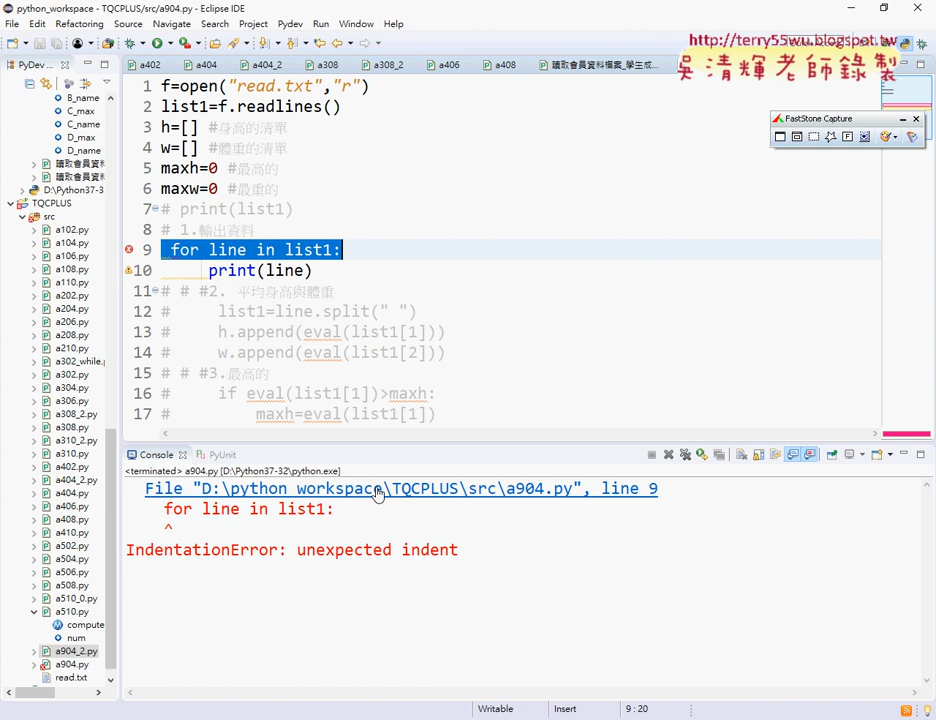 python_workspace - TQCPLUS/src/a904.py - Eclipse IDE
File Edit Refactoring Source Navigate Search Project Pydev Run Window Help
http://terry55wu.blogspot.tw
吳清輝老師錄製
PyDev ...
a402 a404 a404_2 a308 a308_2 a406 a408 讀取會員資料檔案_學生成...
FastStone Capture
B_name
C_max
C_name
D_max
D_name
讀取會員資料
讀取會員資料
D:\Python37-3
TQCPLUS
src
a102.py
a104.py
a106.py
a108.py
a110.py
a202.py
a204.py
a206.py
a208.py
a210.py
a302_while.p
a302.py
a304.py
a306.py
a308_2.py
a308.py
a310_2.py
a310.py
a402.py
a404_2.py
a404.py
a406.py
a408.py
a410.py
a502.py
a504.py
a506.py
a508.py
a510_0.py
a510.py
compute
num
a904_2.py
a904.py
read.txt
1 f=open("read.txt","r")
2 list1=f.readlines()
3 h=[] #身高的清單
4 w=[] #體重的清單
5 maxh=0 #最高的
6 maxw=0 #最重的
7 # print(list1)
8 # 1.輸出資料
9 for line in list1:
10 print(line)
11 # # #2. 平均身高與體重
12 # list1=line.split(" ")
13 # h.append(eval(list1[1]))
14 # w.append(eval(list1[2]))
15 # # #3.最高的
16 # if eval(list1[1])>maxh:
17 # maxh=eval(list1[1])
Console PyUnit
<terminated> a904.py [D:\Python37-32\python.exe]
File "D:\python_workspace\TQCPLUS\src\a904.py", line 9
for line in list1:
^
IndentationError: unexpected indent
Writable Insert 9 : 20